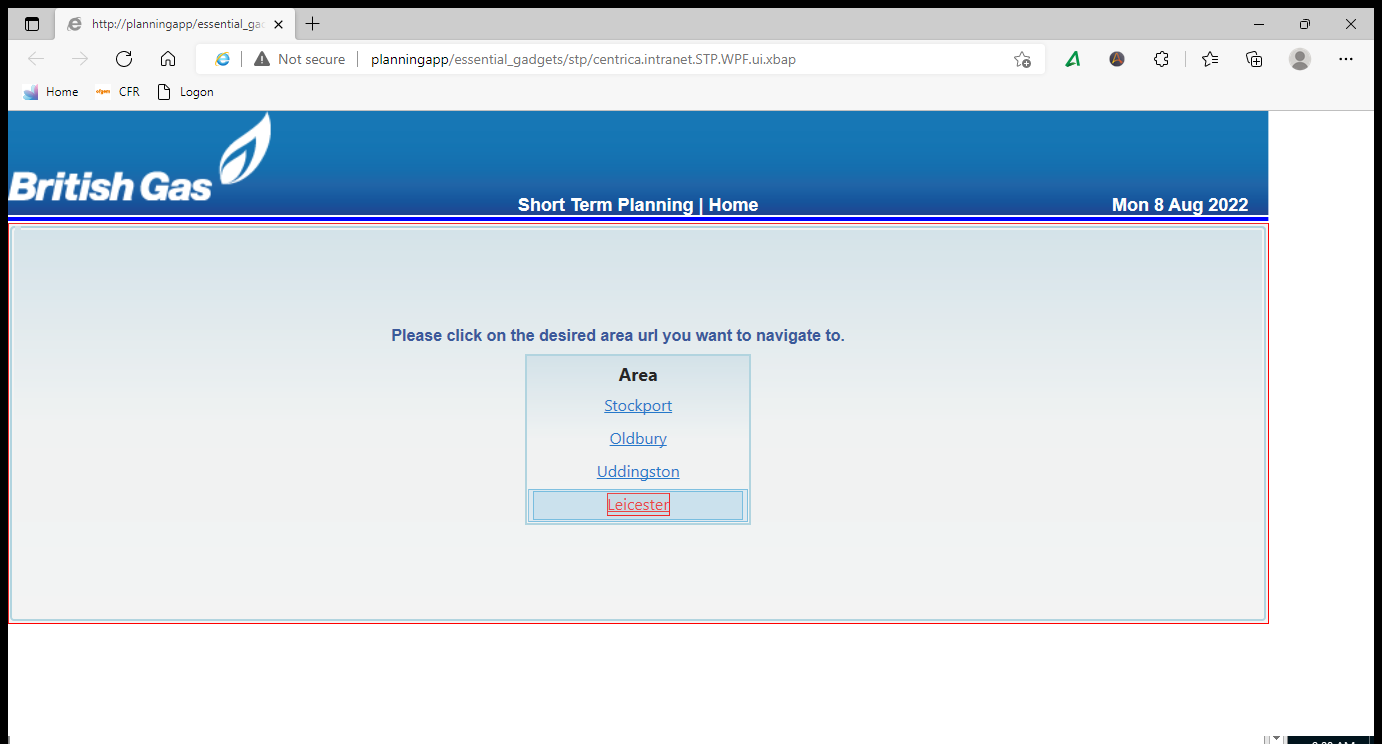 http://planningapp/essential_ga
Not secure
planningapp/essential_gadgets/stp/centrica.intranet.STP.WPF.ui.xbap
Home
CFR
Logon
British Gas
Short Term Planning | Home
Mon 8 Aug 2022
Please click on the desired area url you want to navigate to.
Area
Stockport
Oldbury
Uddingston
Leicester